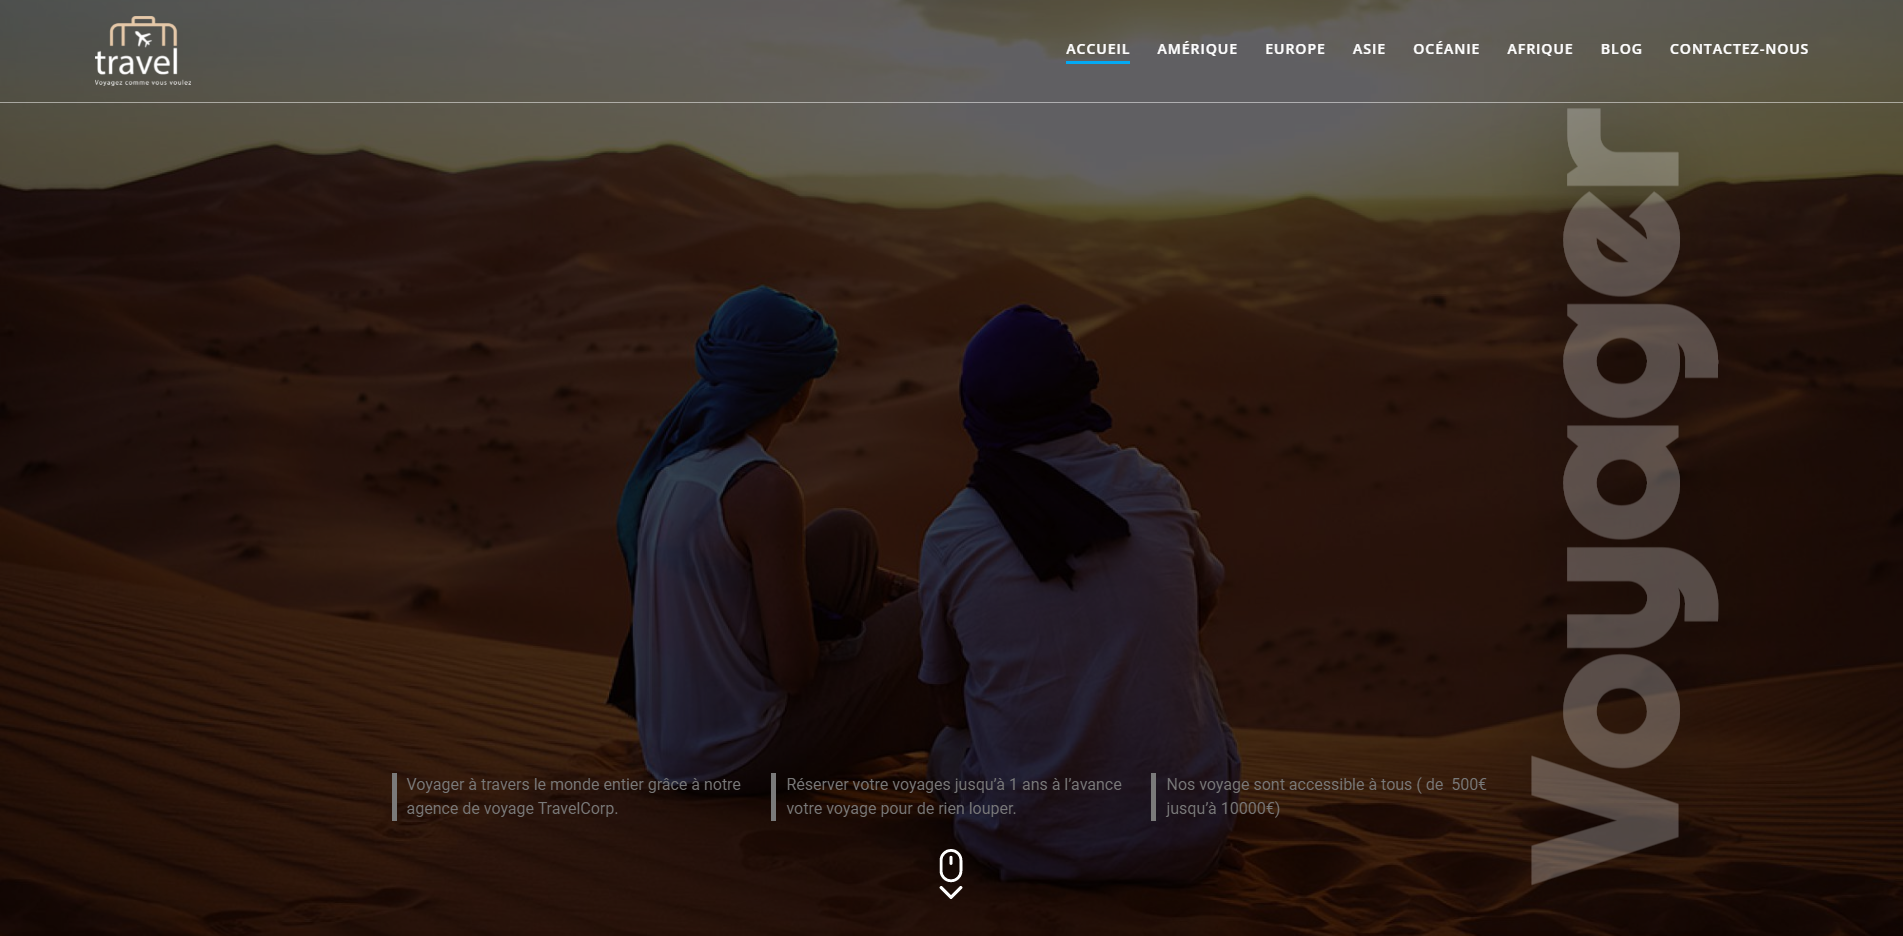 travel
Voyagez comme vous voulez
ACCUEIL AMÉRIQUE EUROPE ASIE OCÉANIE AFRIQUE BLOG CONTACTEZ-NOUS
Voyager
Voyager à travers le monde entier grâce à notre
agence de voyage TravelCorp.
Réserver votre voyages jusqu’à 1 ans à l’avance
votre voyage pour de rien louper.
Nos voyage sont accessible à tous ( de  500€
jusqu’à 10000€)